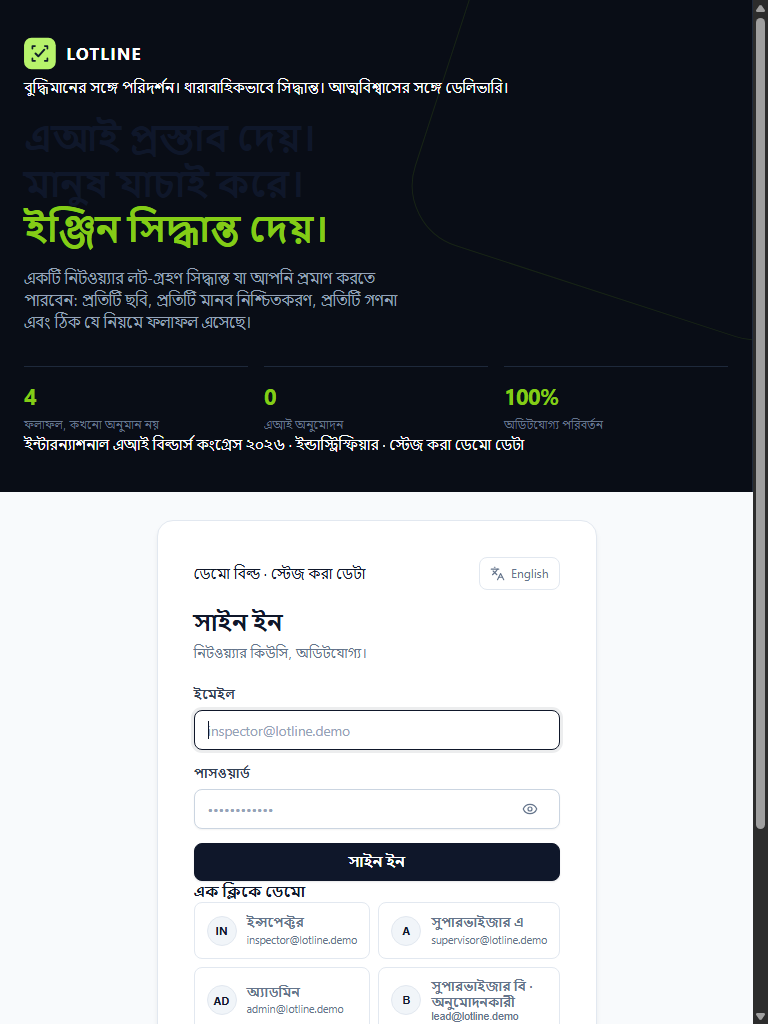 LOTLINE
বুদ্ধিমানের সঙ্গে পরিদর্শন। ধারাবাহিকভাবে সিদ্ধান্ত। আত্মবিশ্বাসের সঙ্গে ডেলিভারি।
এআই প্রস্তাব দেয়।
মানুষ যাচাই করে।
ইঞ্জিন সিদ্ধান্ত দেয়।
একটি নিটওয়্যার লট-গ্রহণ সিদ্ধান্ত যা আপনি প্রমাণ করতে
পারবেন: প্রতিটি ছবি, প্রতিটি মানব নিশ্চিতকরণ, প্রতিটি গণনা
এবং ঠিক যে নিয়মে ফলাফল এসেছে।
4
0
100%
ফলাফল, কখনো অনুমান নয়
এআই অনুমোদন
অডিটযোগ্য পরিবর্তন
ইন্টারন্যাশনাল এআই বিল্ডার্স কংগ্রেস ২০২৬ · ইন্ডাস্ট্রিস্ফিয়ার · স্টেজ করা ডেমো ডেটা
ডেমো বিল্ড · স্টেজ করা ডেটা
English
সাইন ইন
নিটওয়্যার কিউসি, অডিটযোগ্য।
ইমেইল
inspector@lotline.demo
পাসওয়ার্ড
••••••••••••
সাইন ইন
এক ক্লিকে ডেমো
IN
ইন্সপেক্টর
inspector@lotline.demo
A
সুপারভাইজার এ
supervisor@lotline.demo
AD
অ্যাডমিন
admin@lotline.demo
B
সুপারভাইজার বি ·
অনুমোদনকারী
lead@lotline.demo